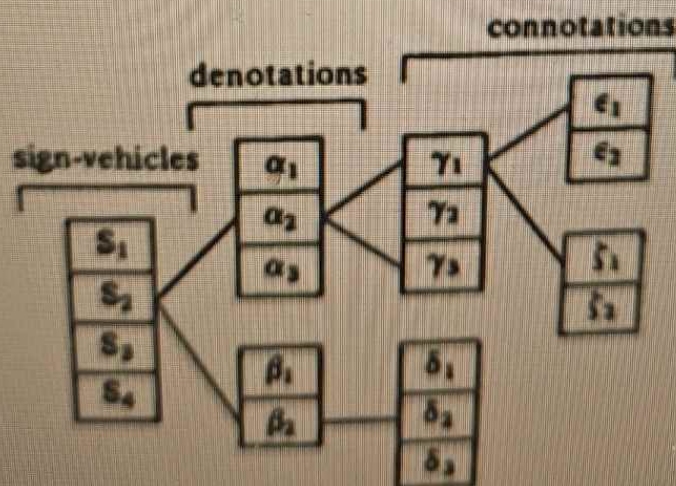 connotations
denotations
sign-vehicles
S₁
S₂
S₃
S₄
α₁
α₂
α₃
β₁
β₂
γ₁
γ₂
γ₃
δ₁
δ₂
δ₃
ε₁
ε₂
ζ₁
ζ₂